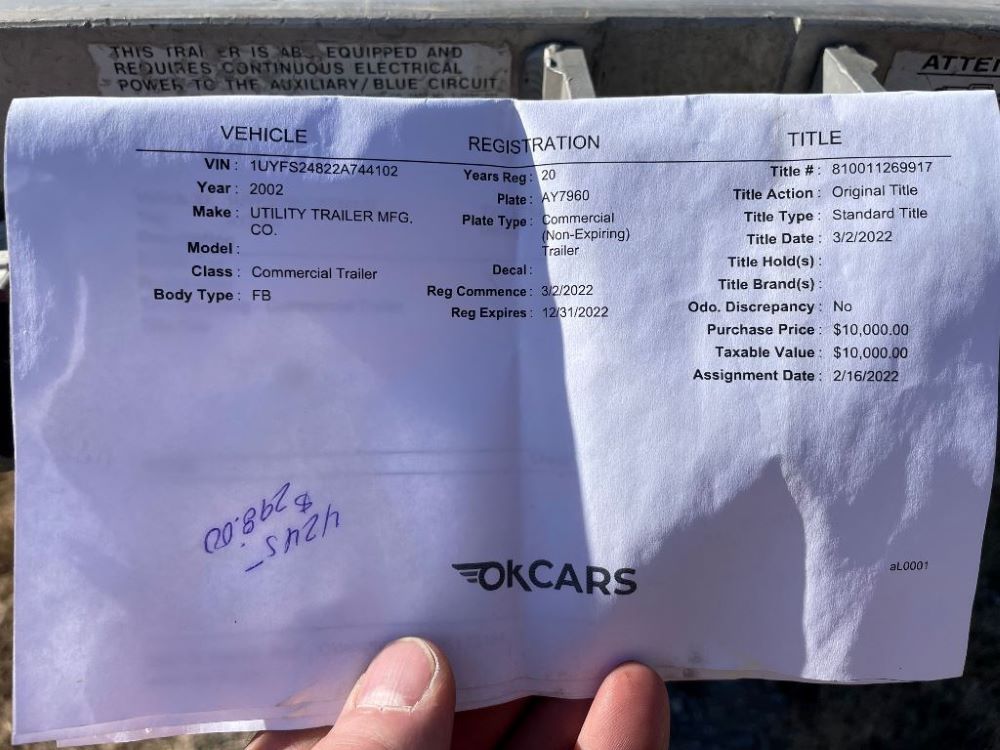 THIS TRAILER IS ABS EQUIPPED AND
REQUIRES CONTINUOUS ELECTRICAL
POWER TO THE AUXILIARY/BLUE CIRCUIT
ATTE
VEHICLE
VIN : 1UYFS24822A744102
Year : 2002
Make : UTILITY TRAILER MFG.
CO.
Model :
Class : Commercial Trailer
Body Type : FB
REGISTRATION
Years Reg : 20
Plate : AY7960
Plate Type : Commercial
(Non-Expiring)
Trailer
Decal :
Reg Commence : 3/2/2022
Reg Expires : 12/31/2022
TITLE
Title # : 810011269917
Title Action : Original Title
Title Type : Standard Title
Title Date : 3/2/2022
Title Hold(s) :
Title Brand(s) :
Odo. Discrepancy : No
Purchase Price : $10,000.00
Taxable Value : $10,000.00
Assignment Date : 2/16/2022
4245
$298.00
OKCARS
aL0001